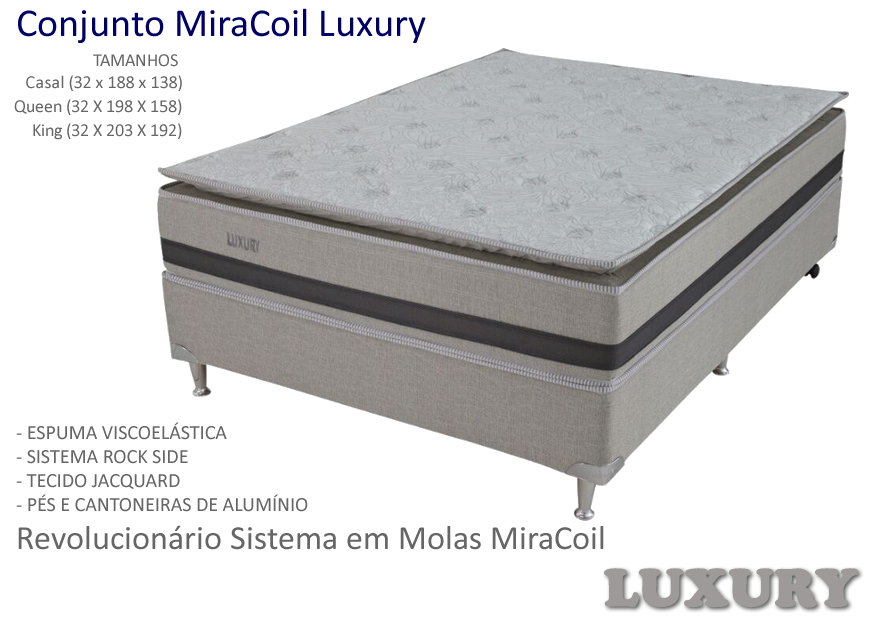 Conjunto MiraCoil Luxury
TAMANHOS
Casal (32 x 188 x 138)
Queen (32 X 198 X 158)
King (32 X 203 X 192)
LUXURY
- ESPUMA VISCOELÁSTICA
- SISTEMA ROCK SIDE
- TECIDO JACQUARD
- PÉS E CANTONEIRAS DE ALUMÍNIO
Revolucionário Sistema em Molas MiraCoil
LUXURY